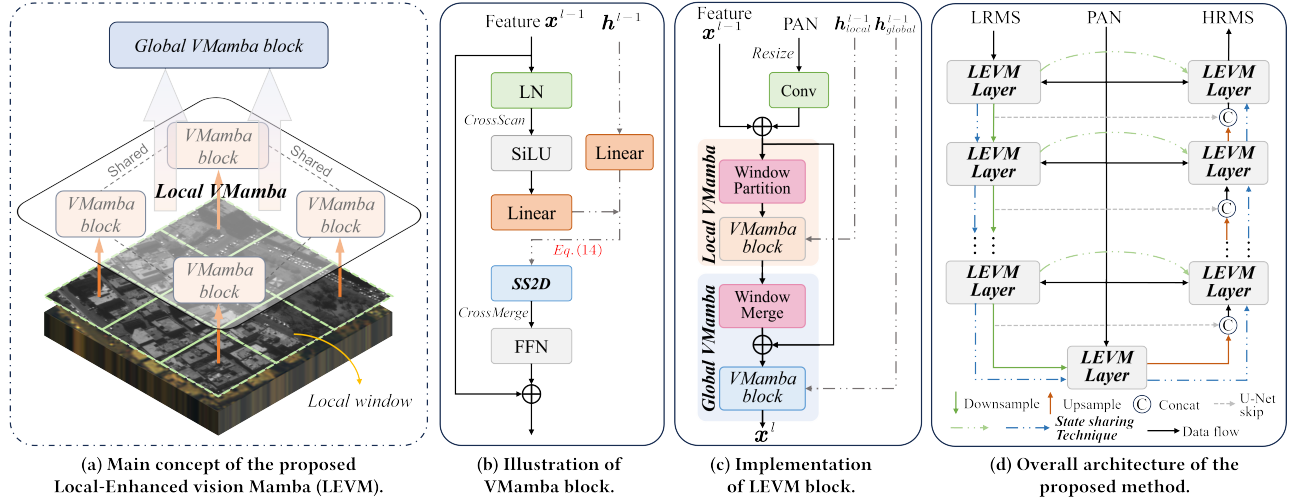 Global VMamba block
Shared
VMamba
block
Shared
Local VMamba
VMamba
block
VMamba
block
VMamba
block
Local window
(a) Main concept of the proposed
Local-Enhanced vision Mamba (LEVM).
Feature x^{l−1}
h^{l−1}
LN
CrossScan
SiLU
Linear
Linear
Eq.(14)
SS2D
CrossMerge
FFN
(b) Illustration of
VMamba block.
Feature
x^{l−1}
PAN
h^{l−1}_{local} h^{l−1}_{global}
Resize
Conv
Local VMamba
Window
Partition
VMamba
block
Global VMamba
Window
Merge
VMamba
block
x^{l}
(c) Implementation
of LEVM block.
LRMS
PAN
HRMS
LEVM
Layer
LEVM
Layer
C
LEVM
Layer
LEVM
Layer
C
LEVM
Layer
LEVM
Layer
C
LEVM
Layer
Downsample
Upsample
C Concat
U-Net
skip
State sharing
Technique
Data flow
(d) Overall architecture of the
proposed method.